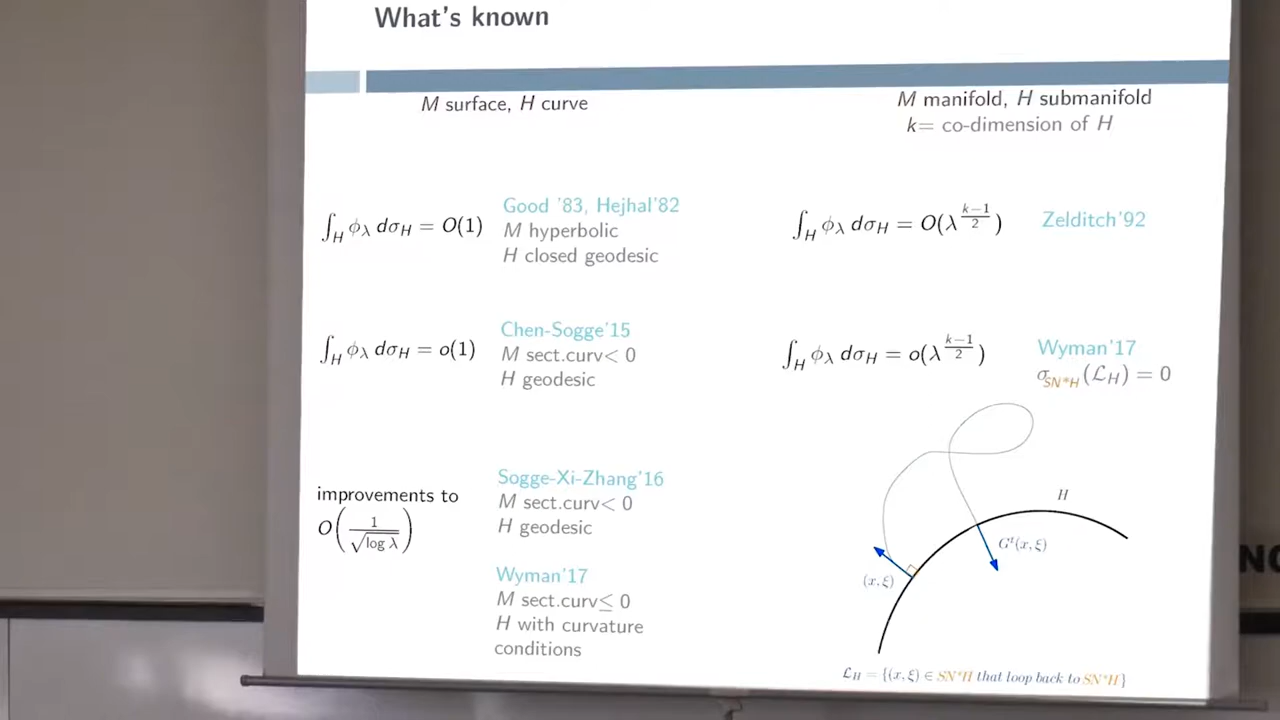 What's known
M surface, H curve
∫_H ϕ_λ dσ_H = O(1)
Good '83, Hejhal'82
M hyperbolic
H closed geodesic
∫_H ϕ_λ dσ_H = o(1)
Chen-Sogge'15
M sect.curv< 0
H geodesic
improvements to
O(1/√log λ)
Sogge-Xi-Zhang'16
M sect.curv< 0
H geodesic
Wyman'17
M sect.curv≤ 0
H with curvature
conditions
M manifold, H submanifold
k= co-dimension of H
∫_H ϕ_λ dσ_H = O(λ^{(k−1)/2})
Zelditch'92
∫_H ϕ_λ dσ_H = o(λ^{(k−1)/2})
Wyman'17
σ_{SN*H}(ℒ_H) = 0
H
G^t(x, ξ)
(x, ξ)
ℒ_H = {(x, ξ) ∈ SN*H that loop back to SN*H}